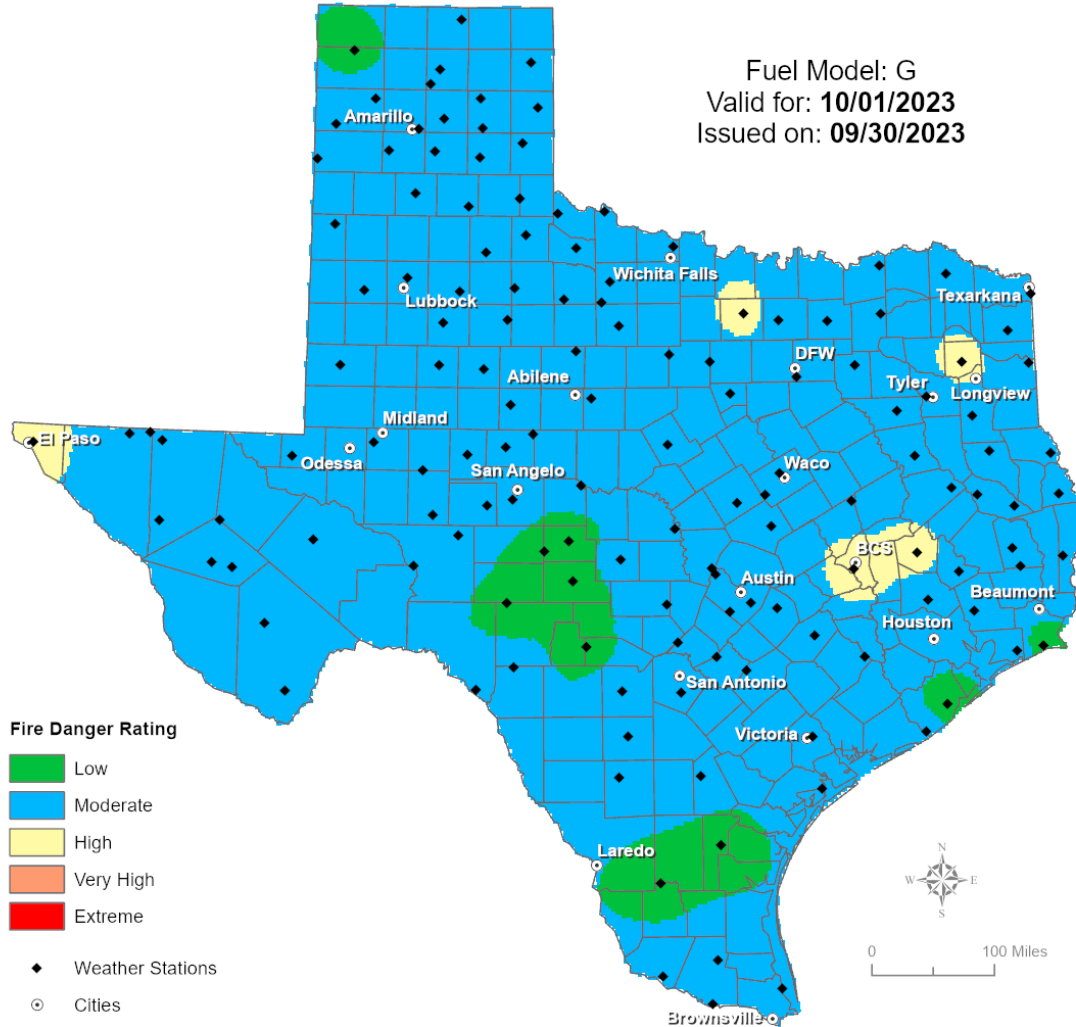 Fuel Model: G
Valid for: 10/01/2023
Issued on: 09/30/2023
Amarillo
Wichita Falls
Lubbock
Texarkana
DFW
Abilene
Tyler
Longview
Midland
El Paso
Odessa
San Angelo
Waco
BCS
Austin
Beaumont
Houston
San Antonio
Victoria
Laredo
Brownsville
Fire Danger Rating
Low
Moderate
High
Very High
Extreme
Weather Stations
Cities
N
W
E
S
0
100 Miles